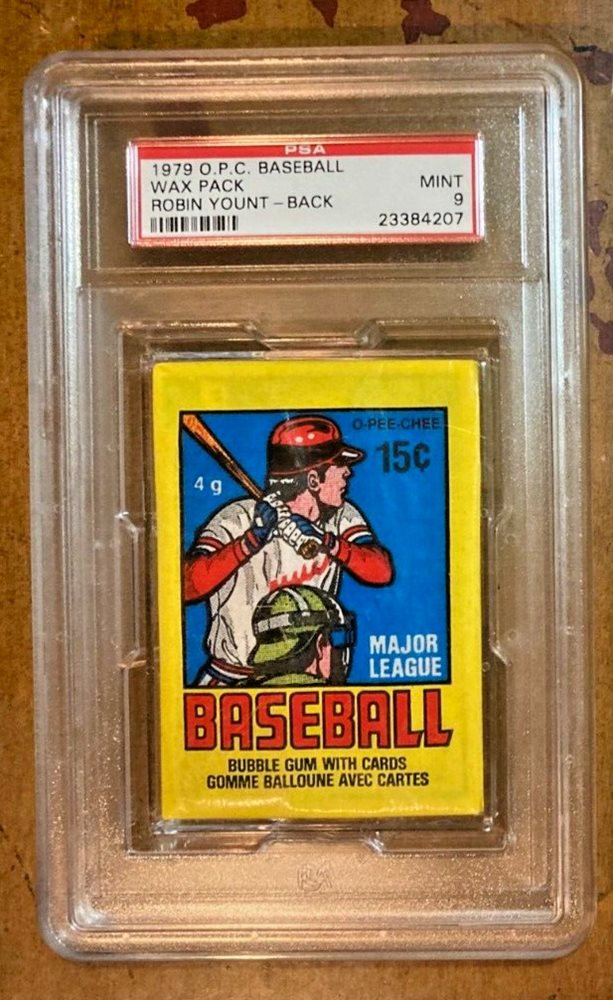 PSA
1979 O.P.C. BASEBALL
WAX PACK MINT
ROBIN YOUNT - BACK 9
23384207
O-PEE-CHEE
15¢
4 g
MAJOR
LEAGUE
BASEBALL
BUBBLE GUM WITH CARDS
GOMME BALLOUNE AVEC CARTES
PSA